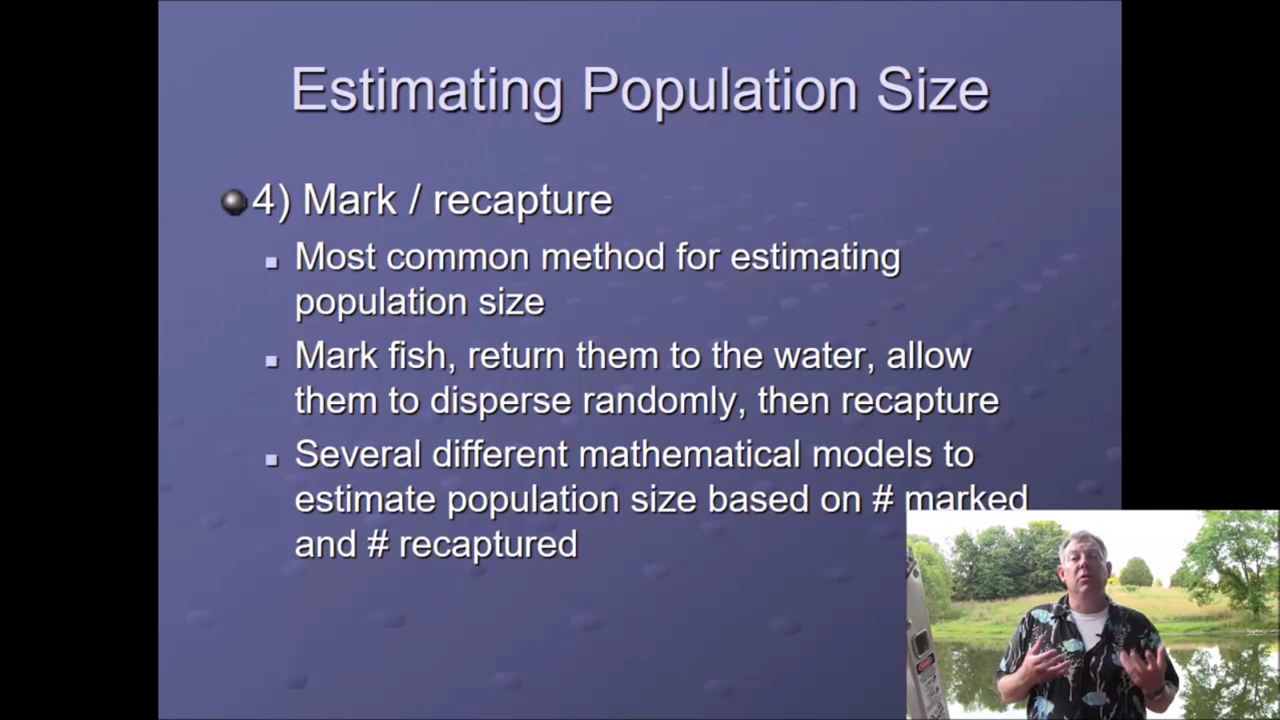 Estimating Population Size
4) Mark / recapture
Most common method for estimating
population size
Mark fish, return them to the water, allow
them to disperse randomly, then recapture
Several different mathematical models to
estimate population size based on # marked
and # recaptured